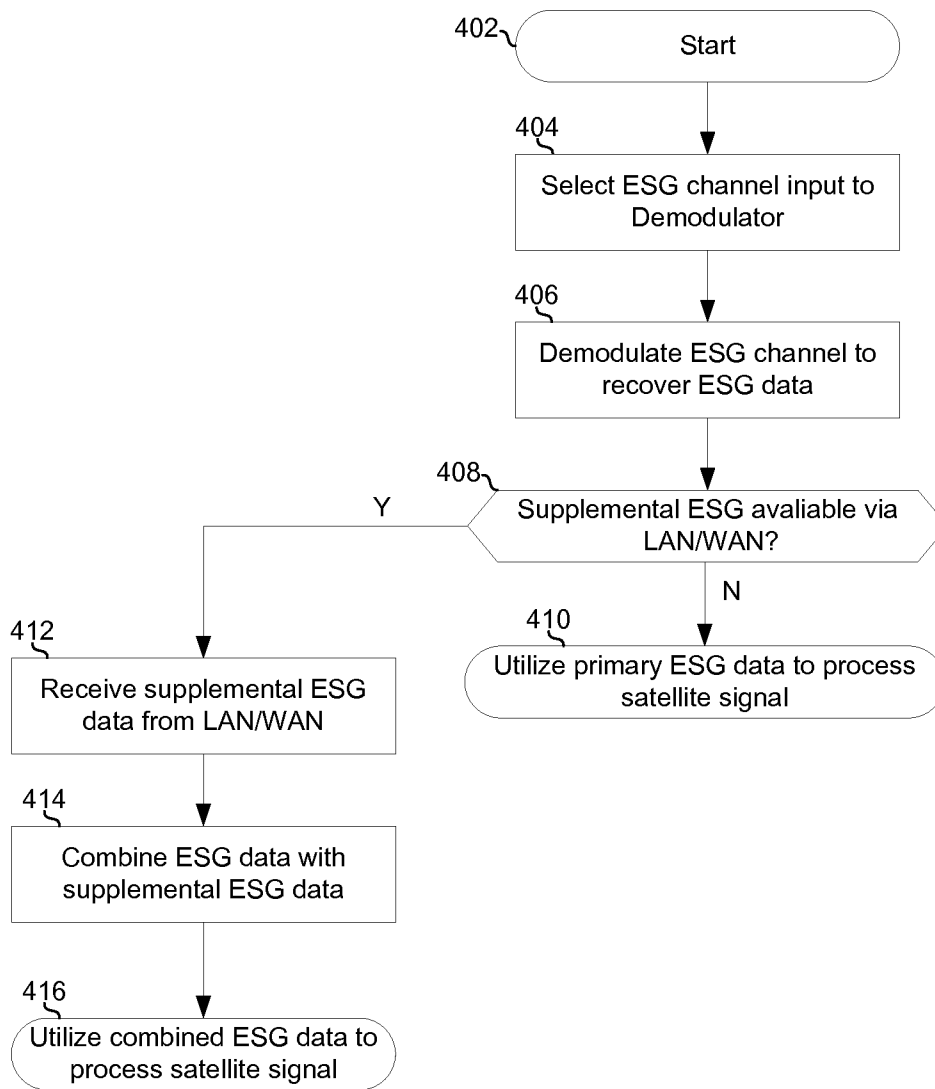 402
Start
404
Select ESG channel input to
Demodulator
406
Demodulate ESG channel to
recover ESG data
408
Supplemental ESG avaliable via
LAN/WAN?
Y
N
410
Utilize primary ESG data to process
satellite signal
412
Receive supplemental ESG
data from LAN/WAN
414
Combine ESG data with
supplemental ESG data
416
Utilize combined ESG data to
process satellite signal